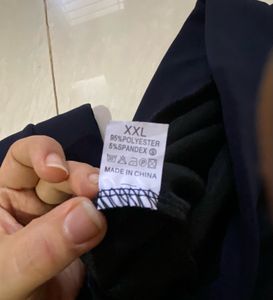 XXL
95%POLYESTER
5%SPANDEX
MADE IN CHINA